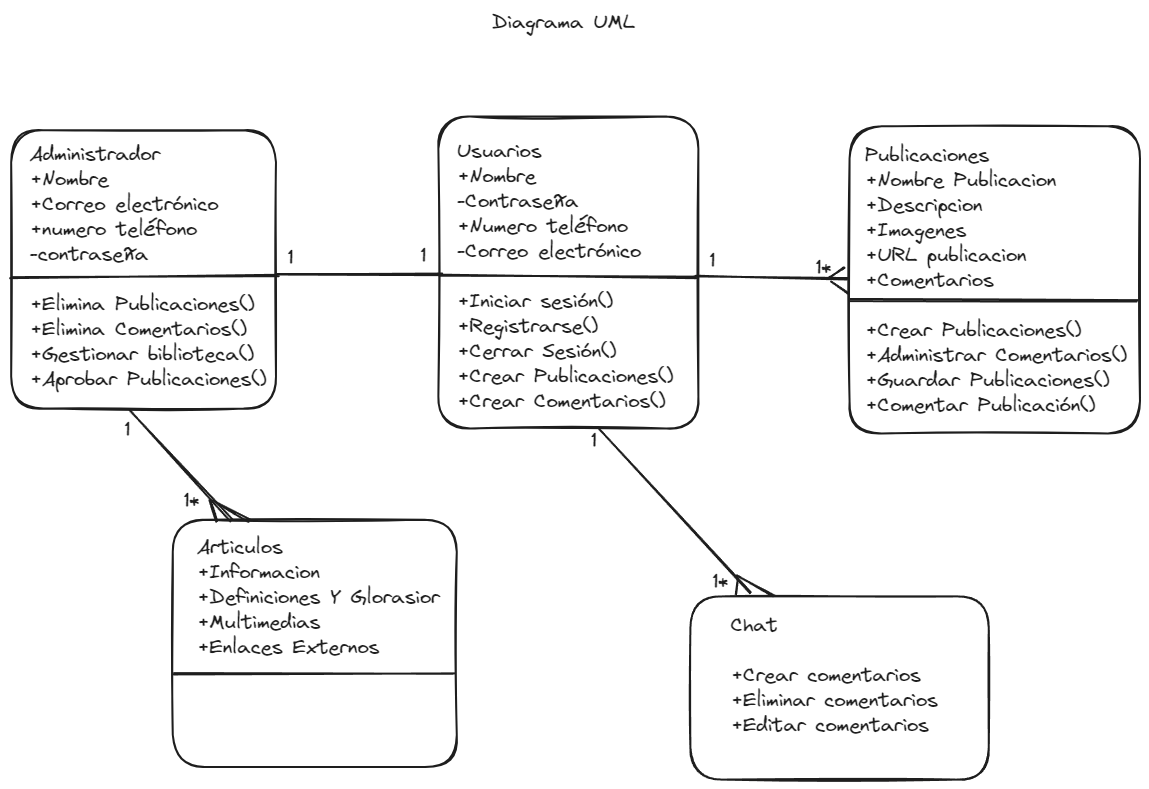 Diagrama UML
Administrador
+Nombre
+Correo electrónico
+numero teléfono
-contraseña
+Elimina Publicaciones()
+Elimina Comentarios()
+Gestionar biblioteca()
+Aprobar Publicaciones()
1
1
Usuarios
+Nombre
-Contraseña
+Numero teléfono
-Correo electrónico
+Iniciar sesión()
+Registrarse()
+Cerrar Sesión()
+Crear Publicaciones()
+Crear Comentarios()
1
1*
Publicaciones
+Nombre Publicacion
+Descripcion
+Imagenes
+URL publicacion
+Comentarios
+Crear Publicaciones()
+Administrar Comentarios()
+Guardar Publicaciones()
+Comentar Publicación()
1
1*
Articulos
+Informacion
+Definiciones Y Glorasior
+Multimedias
+Enlaces Externos
1
1*
Chat
+Crear comentarios
+Eliminar comentarios
+Editar comentarios